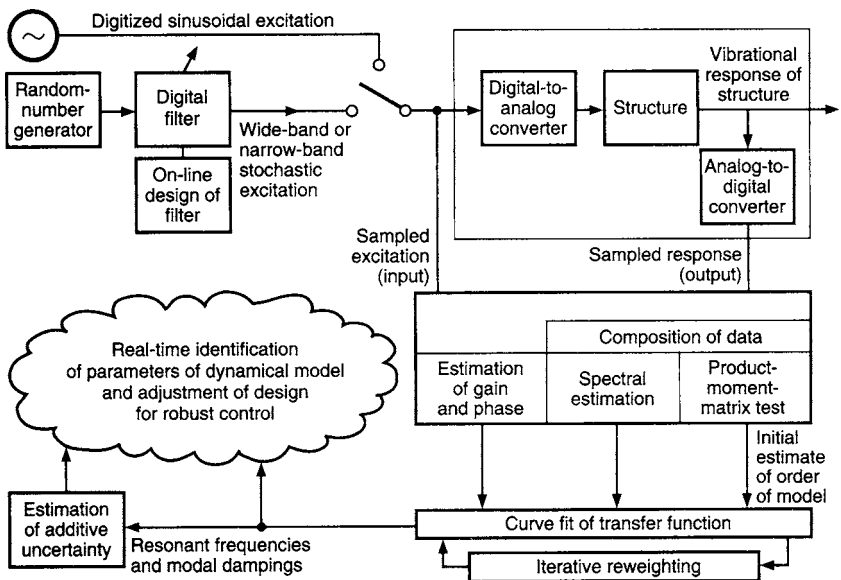 Digitized sinusoidal excitation
Random-
number
generator
Digital
filter
On-line
design of
filter
Wide-band or
narrow-band
stochastic
excitation
Digital-to-
analog
converter
Structure
Vibrational
response of
structure
Analog-to-
digital
converter
Sampled
excitation
(input)
Sampled response
(output)
Composition of data
Estimation
of gain
and phase
Spectral
estimation
Product-
moment-
matrix test
Initial
estimate
of order
of model
Real-time identification
of parameters of dynamical model
and adjustment of design
for robust control
Estimation
of additive
uncertainty
Resonant frequencies
and modal dampings
Curve fit of transfer function
Iterative reweighting